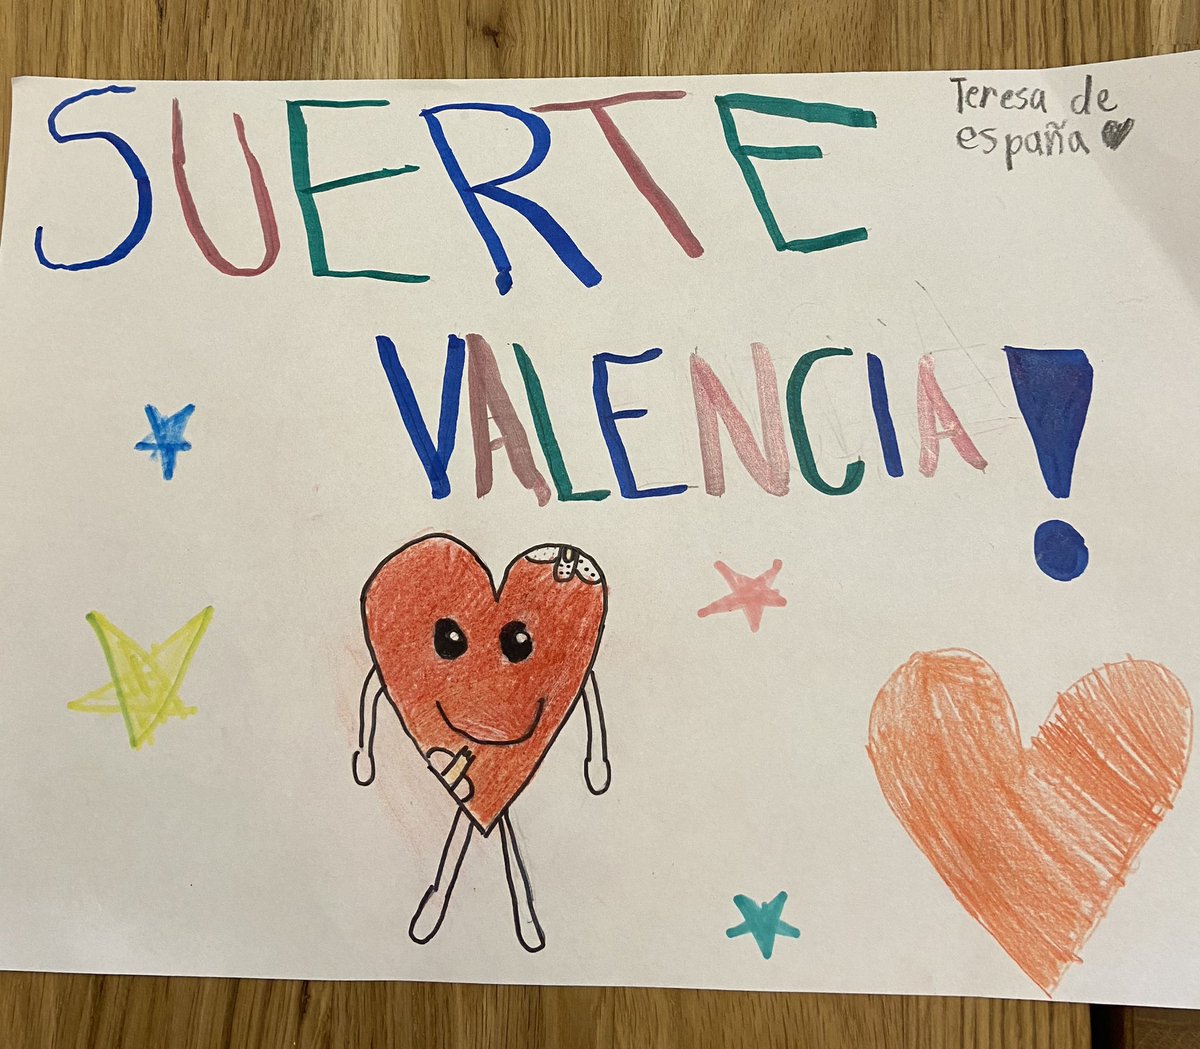 SUERTE
VALENCIA!
Teresa de
españa